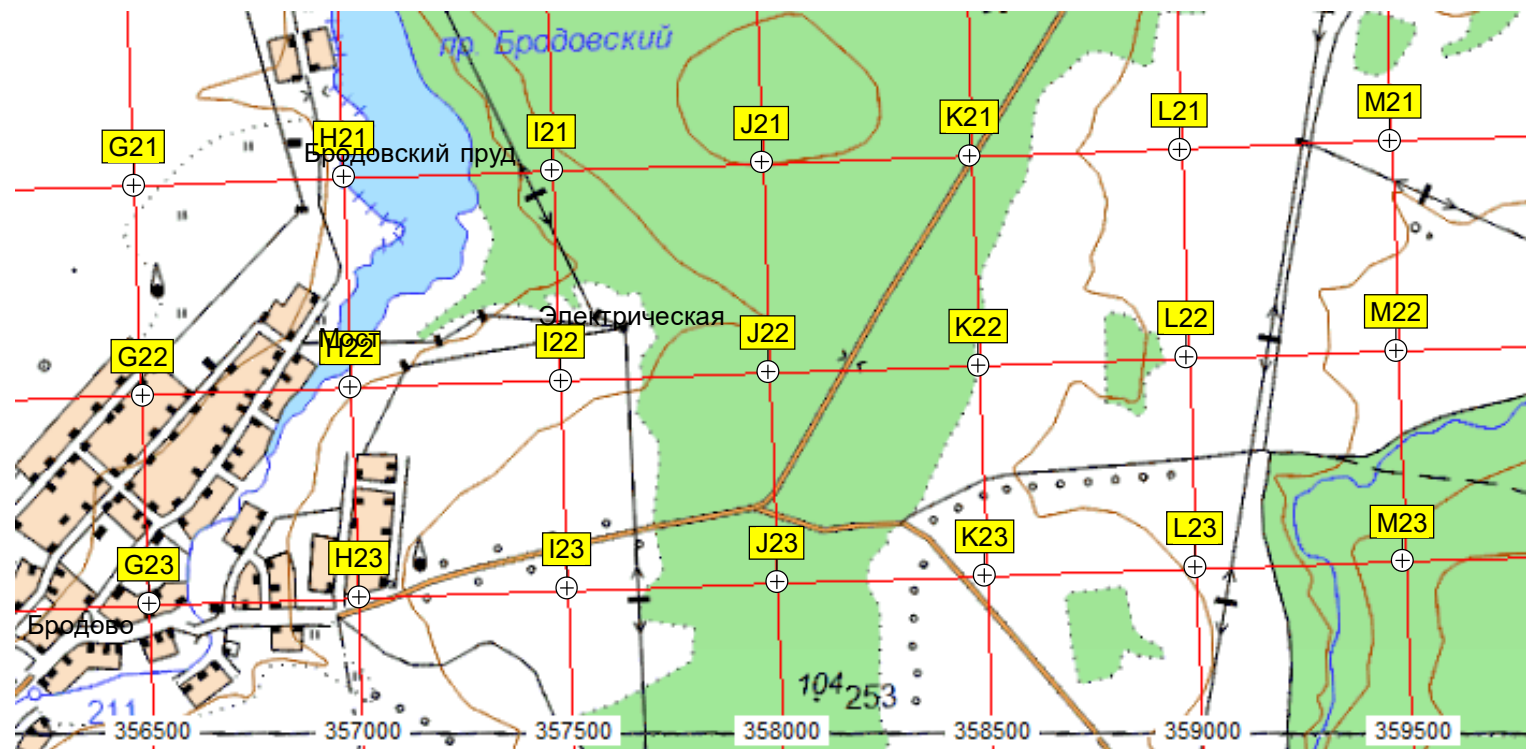 пр. Бродовский
G21
H21
I21
J21
K21
L21
M21
Бродовский пруд
Электрическая
Мост
G22
H22
I22
J22
K22
L22
M22
G23
H23
I23
J23
K23
L23
M23
Бродово
211
104
253
356500
357000
357500
358000
358500
359000
359500